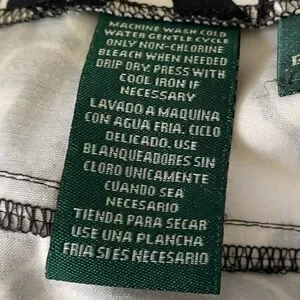 MACHINE WASH COLD
WATER GENTLE CYCLE
ONLY NON-CHLORINE
BLEACH WHEN NEEDED
DRIP DRY, PRESS WITH
COOL IRON IF
NECESSARY
LAVADO A MAQUINA
CON AGUA FRIA. CICLO
DELICADO. USE
BLANQUEADORES SIN
CLORO UNICAMENTE
CUANDO SEA
NECESARIO
TIENDA PARA SECAR
USE UNA PLANCHA
FRIA SI ES NECESARIO